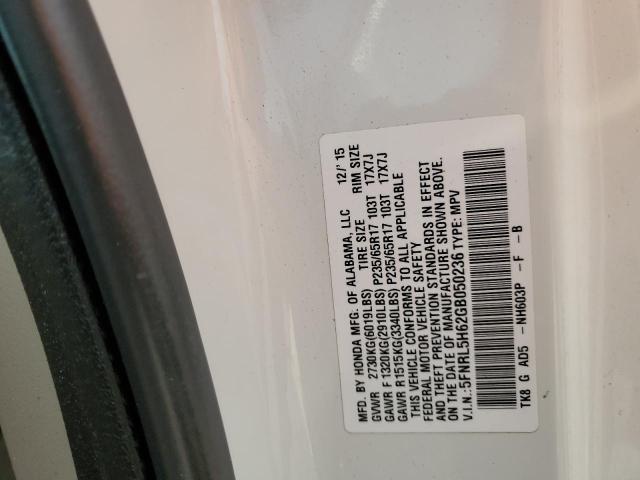 MFD. BY HONDA MFG. OF ALABAMA, LLC 12/'15
GVWR 2730KG(6019LBS) TIRE SIZE RIM SIZE
GAWR F 1320KG(2910LBS) P235/65R17 103T 17X7J
GAWR R1515KG(3340LBS) P235/65R17 103T 17X7J
THIS VEHICLE CONFORMS TO ALL APPLICABLE
FEDERAL MOTOR VEHICLE SAFETY
AND THEFT PREVENTION STANDARDS IN EFFECT
ON THE DATE OF MANUFACTURE SHOWN ABOVE.
V.I.N.:5FNRL5H62GB050236 TYPE: MPV
TK8 G AD5 -NH603P -F -B